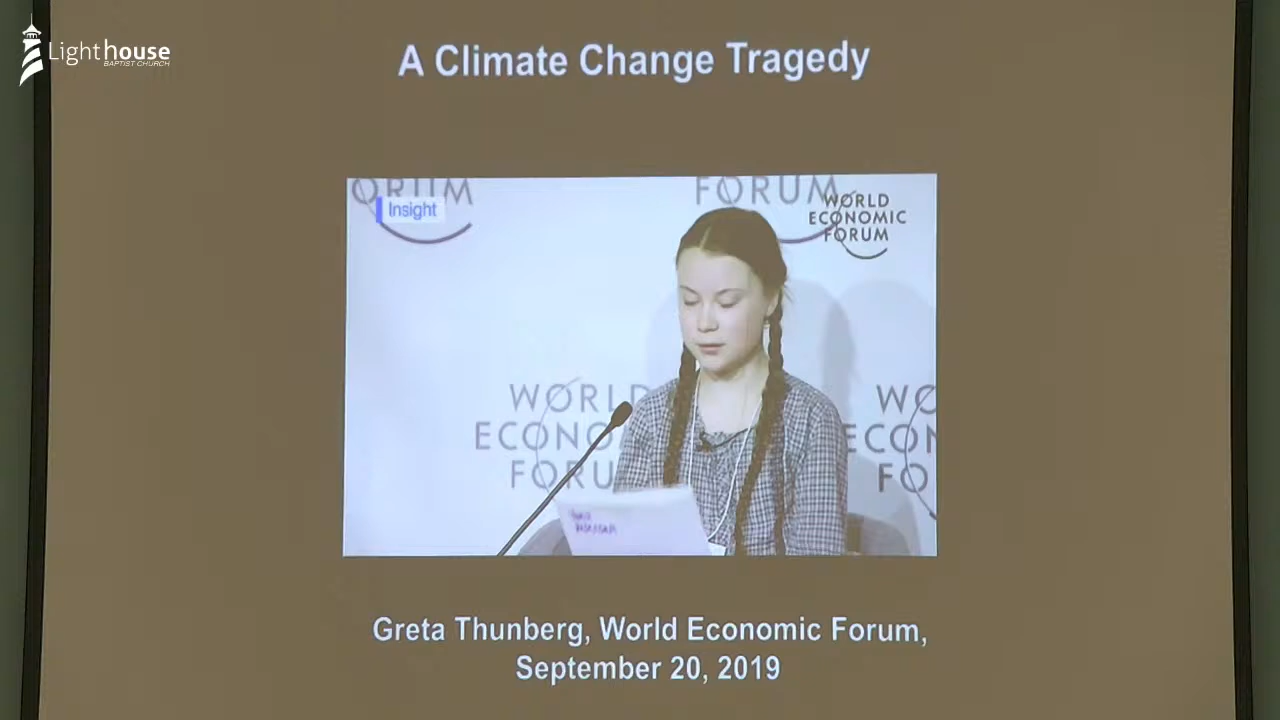 Lighthouse
BAPTIST CHURCH
A Climate Change Tragedy
ORUM
FORUM
Insight
WORLD
ECONOMIC
FORUM
WORLD
ECONO
FORU
WO
ECON
FO
Greta Thunberg, World Economic Forum,
September 20, 2019